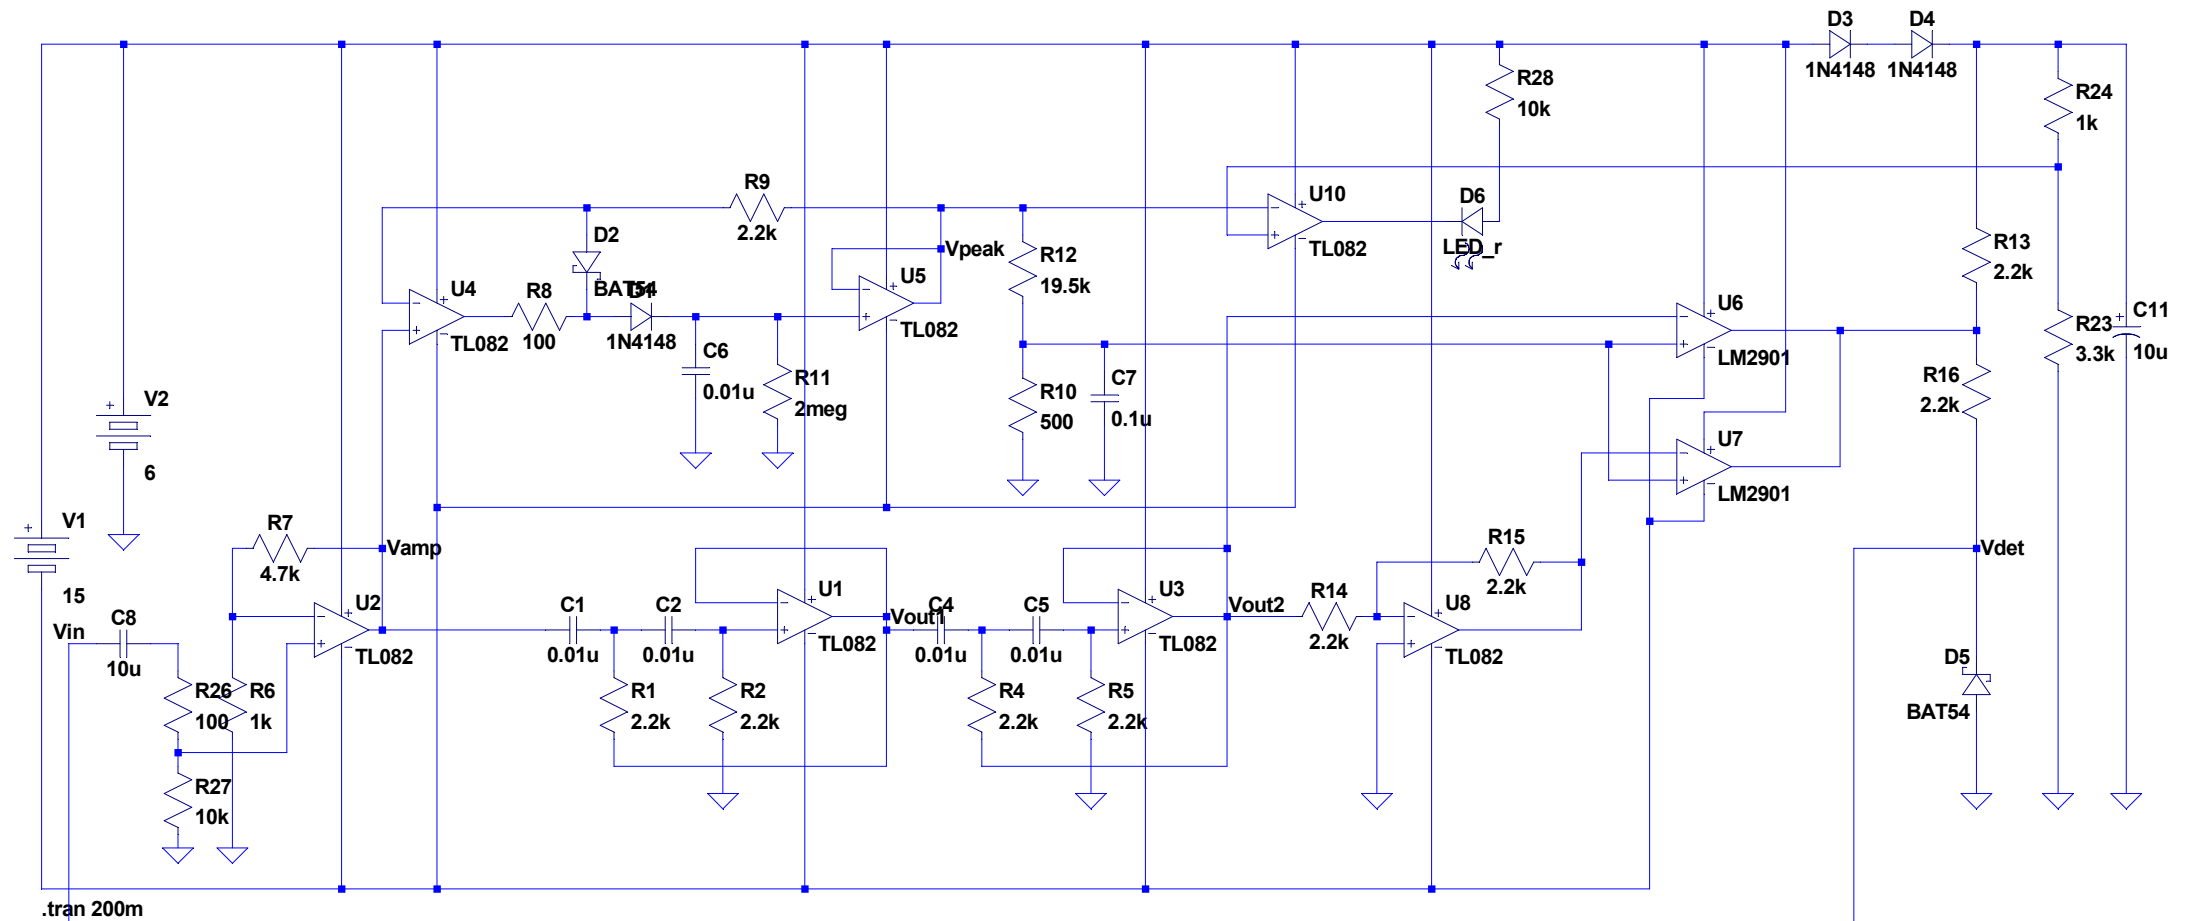 D3
1N4148
D4
1N4148
R28
10k
R24
1k
R9
2.2k
U10
TL082
D6
LED_r
D2
BAT54
Vpeak
R12
19.5k
R13
2.2k
U4
TL082
R8
100
D1
1N4148
U5
TL082
U6
LM2901
C11
10u
R23
3.3k
C6
0.01u
R11
2meg
R10
500
C7
0.1u
R16
2.2k
V2
6
U7
LM2901
V1
15
R7
4.7k
Vamp
R15
2.2k
Vdet
Vin
C8
10u
U2
TL082
C1
0.01u
C2
0.01u
U1
TL082
Vout1
C4
0.01u
C5
0.01u
U3
TL082
Vout2
R14
2.2k
U8
TL082
D5
BAT54
R26
100
R6
1k
R1
2.2k
R2
2.2k
R4
2.2k
R5
2.2k
R27
10k
.tran 200m